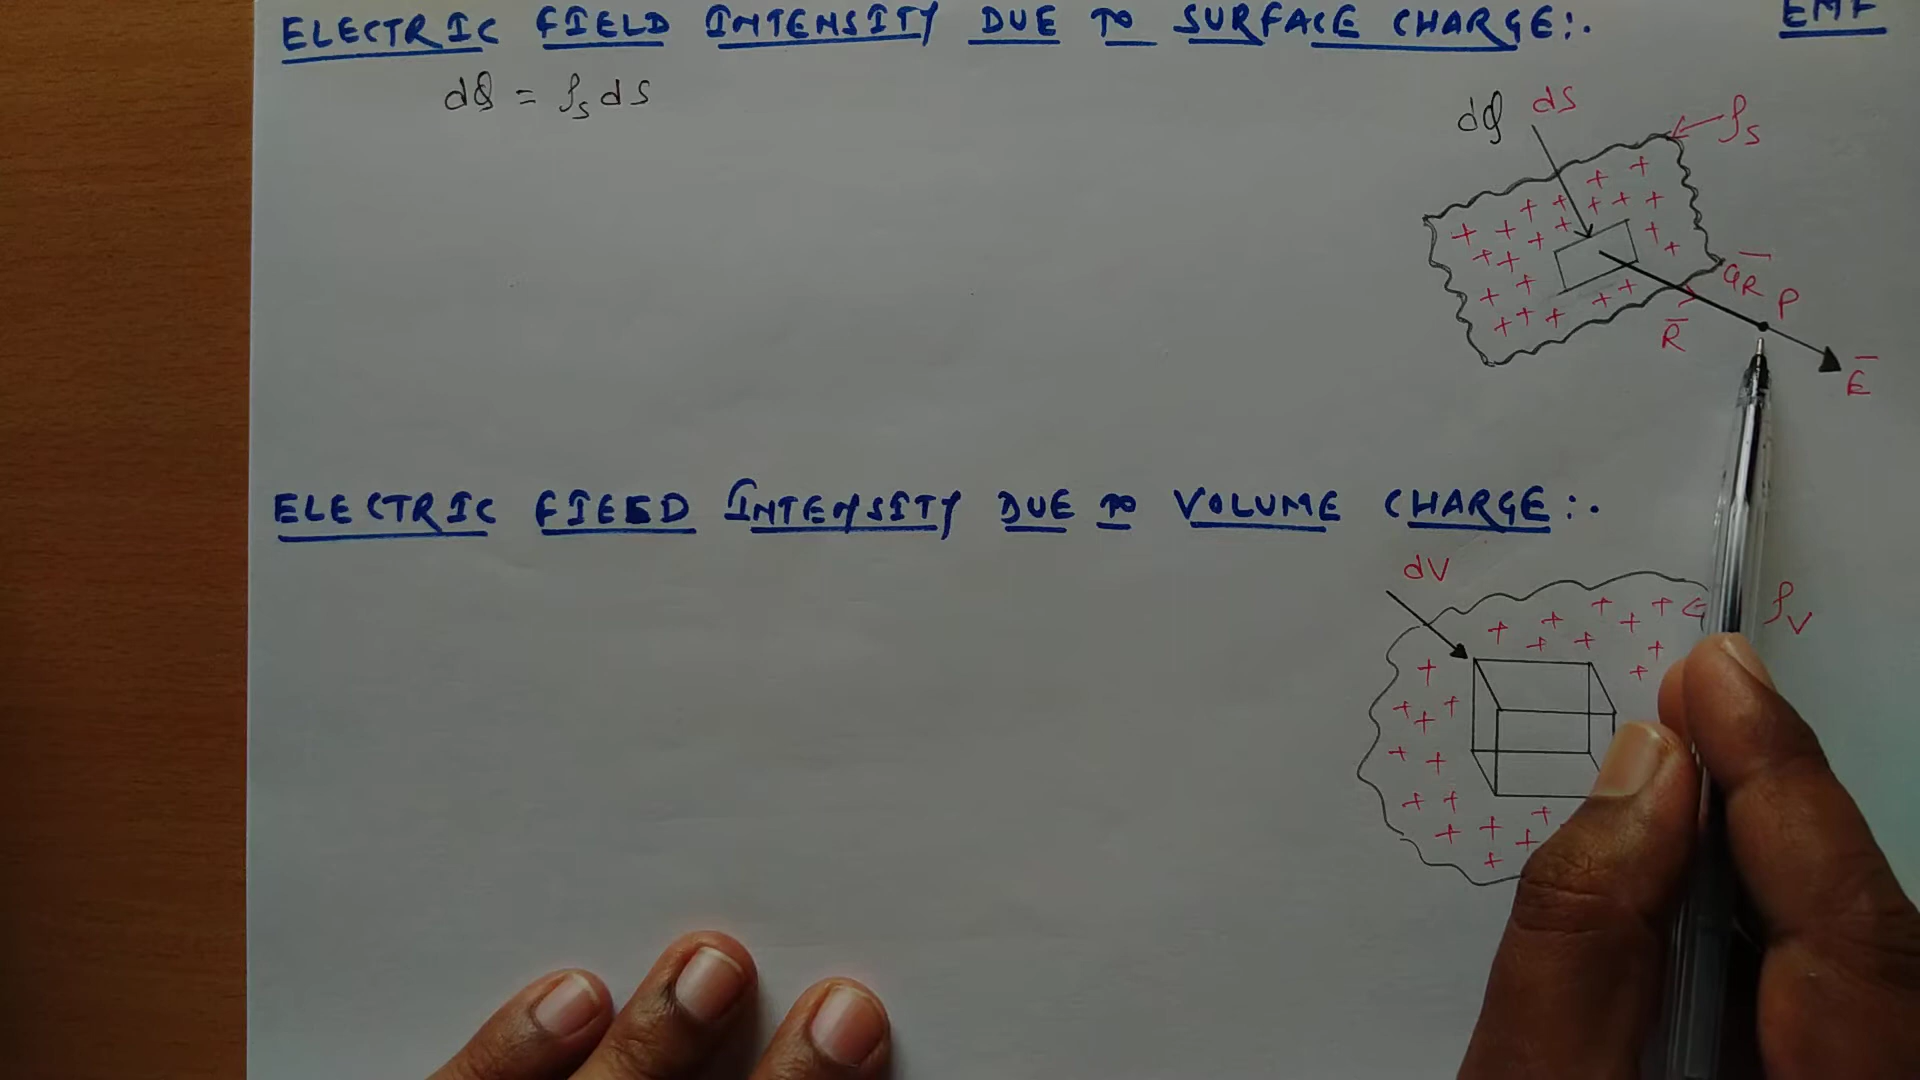 ELECTRIC FIELD INTENSITY DUE TO SURFACE CHARGE:.
EMF
dQ = ρs ds
dQ ds
ρs
aR
P
R
E
ELECTRIC FIELD INTENSITY DUE TO VOLUME CHARGE:.
dV
ρV